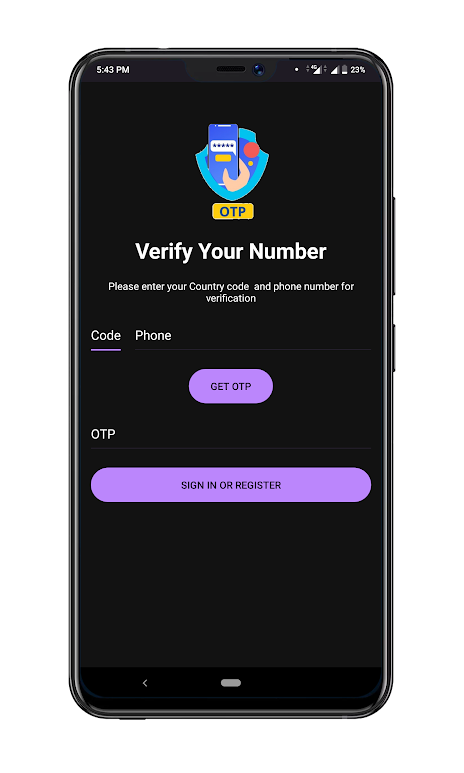 5:43 PM 4G 23%
*****
OTP
Verify Your Number
Please enter your Country code  and phone number for
verification
Code Phone
GET OTP
OTP
SIGN IN OR REGISTER